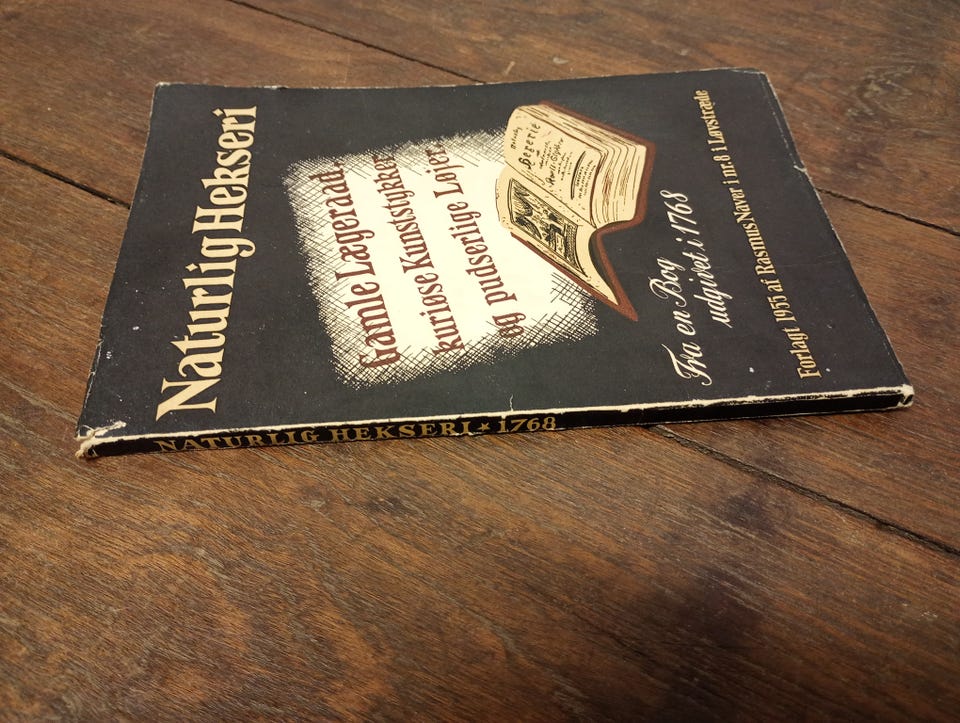 Naturlig Hekseri
Gamle Lægeraad,
kuriøse Kunststykker
og pudserlige Løjer
Hexerie
Fra en Bog
udgivet i 1768
Forlagt 1955 af Rasmus Naver i nr. 8 i Løvstræde
NATURLIG HEKSERI ★ 1768